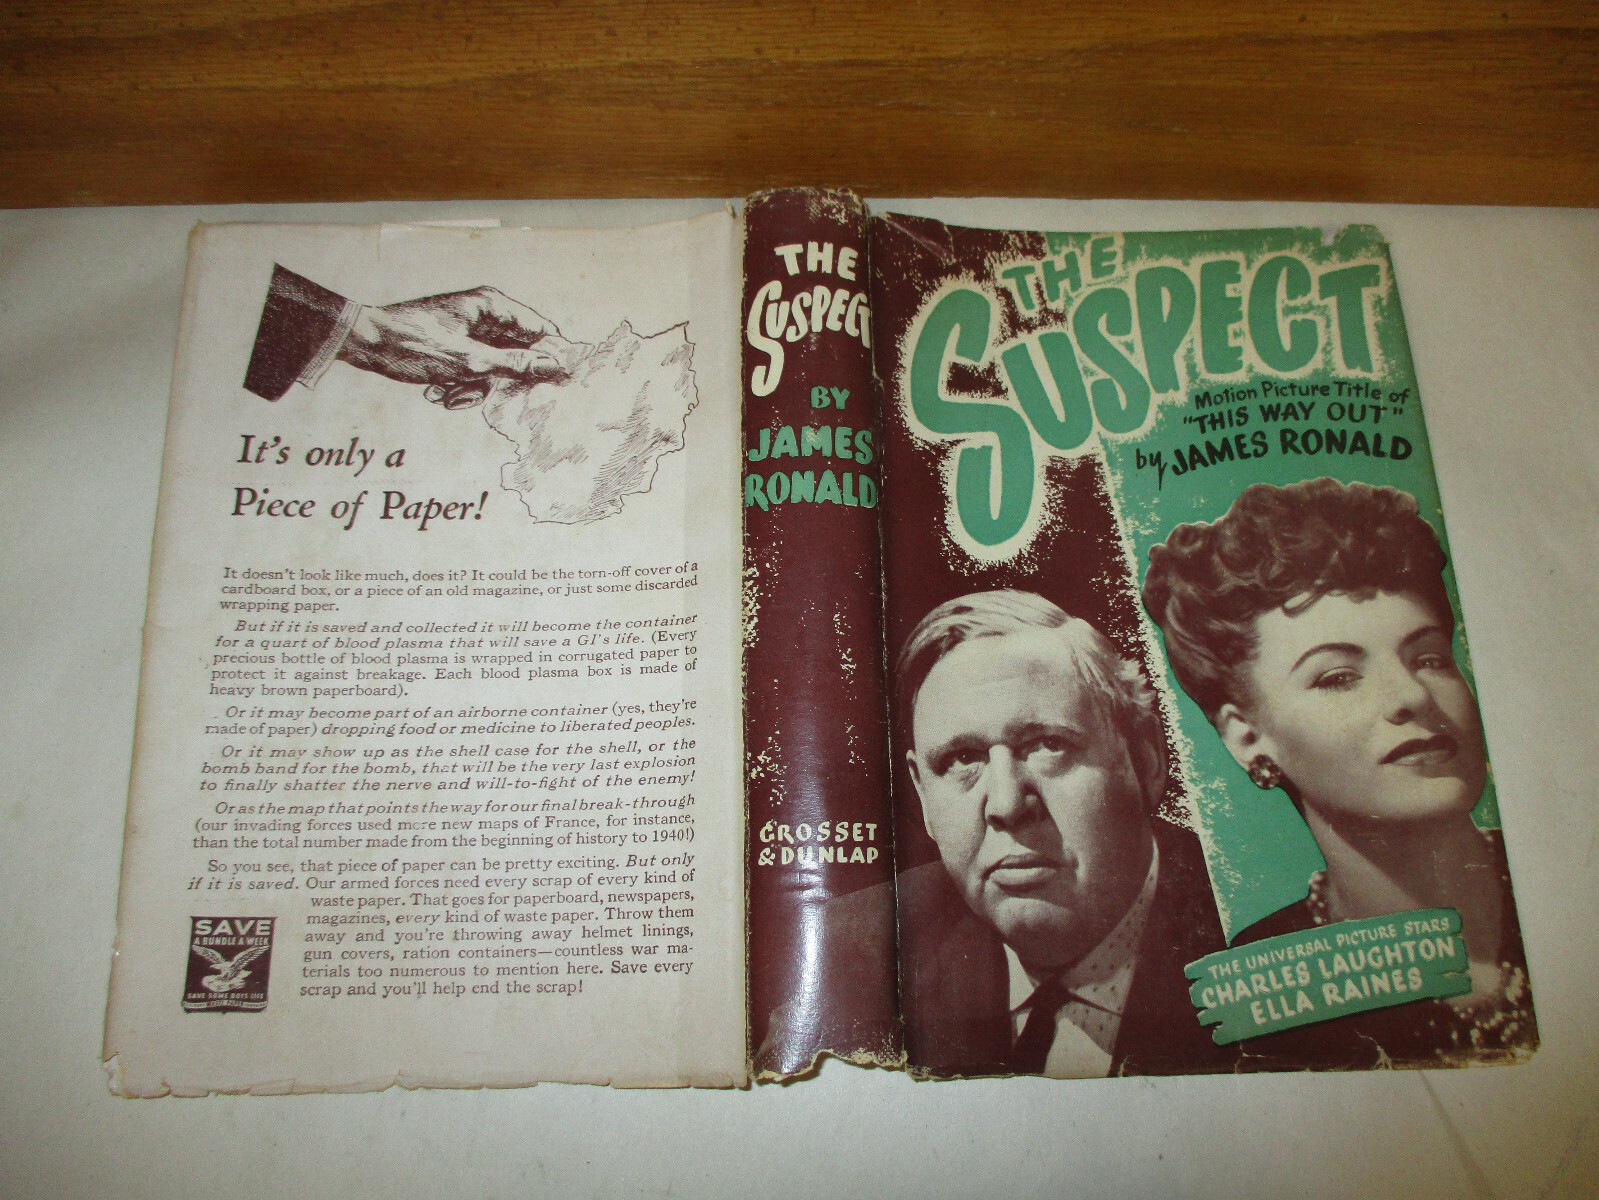 It's only a
Piece of Paper!
It doesn't look like much, does it? It could be the torn-off cover of a
cardboard box, or a piece of an old magazine, or just some discarded
wrapping paper.
But if it is saved and collected it will become the container
for a quart of blood plasma that will save a GI's life. (Every
precious bottle of blood plasma is wrapped in corrugated paper to
protect it against breakage. Each blood plasma box is made of
heavy brown paperboard).
Or it may become part of an airborne container (yes, they're
made of paper) dropping food or medicine to liberated peoples.
Or it may show up as the shell case for the shell, or the
bomb band for the bomb, that will be the very last explosion
to finally shatter the nerve and will-to-fight of the enemy!
Or as the map that points the way for our final break-through
(our invading forces used more new maps of France, for instance,
than the total number made from the beginning of history to 1940!)
So you see, that piece of paper can be pretty exciting. But only
if it is saved. Our armed forces need every scrap of every kind of
waste paper. That goes for paperboard, newspapers,
magazines, every kind of waste paper. Throw them
away and you're throwing away helmet linings,
gun covers, ration containers—countless war ma-
terials too numerous to mention here. Save every
scrap and you'll help end the scrap!
SAVE
A BUNDLE A WEEK
SAVE SOME BOY'S LIFE
WASTE PAPER
THE
SUSPECT
BY
JAMES
RONALD
GROSSET
& DUNLAP
THE
SUSPECT
Motion Picture Title of
"THIS WAY OUT"
by JAMES RONALD
THE UNIVERSAL PICTURE STARS
CHARLES LAUGHTON
ELLA RAINES